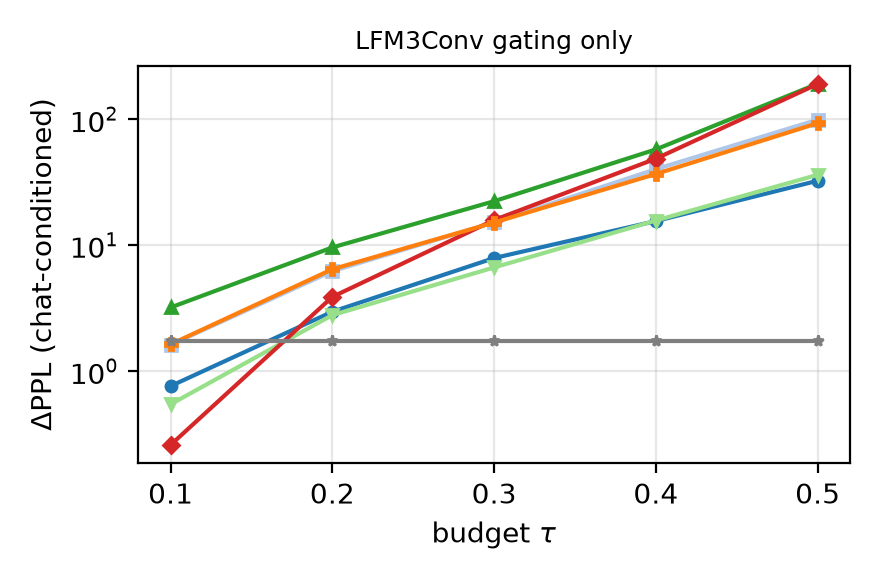 LFM3Conv gating only
ΔPPL (chat-conditioned)
10²
10¹
10⁰
0.1 0.2 0.3 0.4 0.5
budget τ